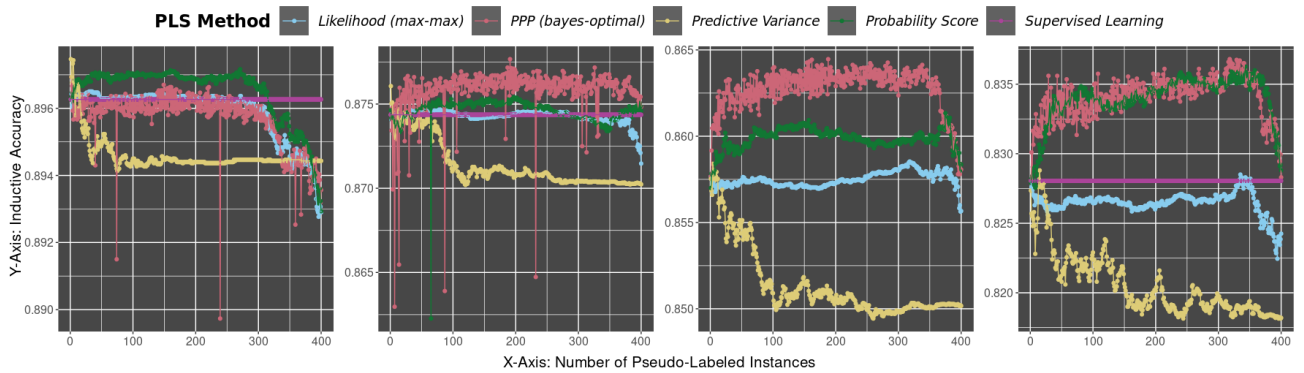 PLS Method Likelihood (max-max) PPP (bayes-optimal) Predictive Variance Probability Score Supervised Learning
Y-Axis: Inductive Accuracy
0.896
0.894
0.892
0.890
0 100 200 300 400
0.875
0.870
0.865
0 100 200 300 400
0.865
0.860
0.855
0.850
0 100 200 300 400
0.835
0.830
0.825
0.820
0 100 200 300 400
X-Axis: Number of Pseudo-Labeled Instances